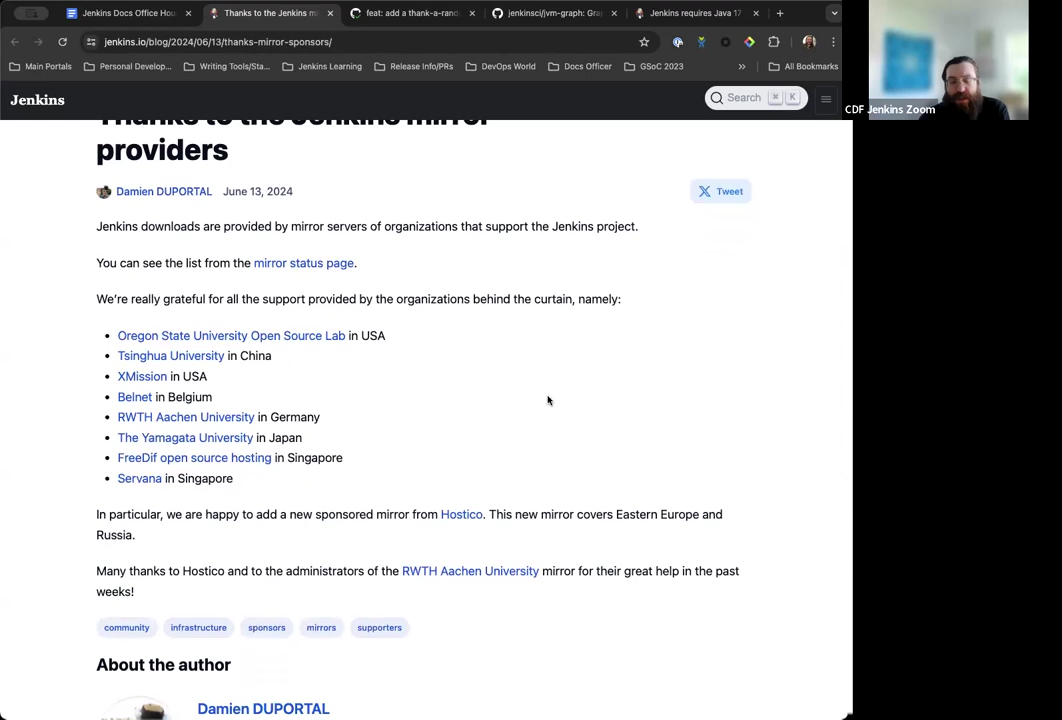 Jenkins Docs Office Hou
Thanks to the Jenkins mi
feat: add a thank-a-rand
jenkinsci/jvm-graph: Gra
Jenkins requires Java 17
jenkins.io/blog/2024/06/13/thanks-mirror-sponsors/
Main Portals
Personal Develop...
Writing Tools/Sta...
Jenkins Learning
Release Info/PRs
DevOps World
Docs Officer
GSoC 2023
»
All Bookmarks
Jenkins
Search ⌘ K
CDF Jenkins Zoom
Thanks to the Jenkins mirror
providers
Damien DUPORTAL June 13, 2024
Tweet
Jenkins downloads are provided by mirror servers of organizations that support the Jenkins project.
You can see the list from the mirror status page.
We're really grateful for all the support provided by the organizations behind the curtain, namely:
• Oregon State University Open Source Lab in USA
• Tsinghua University in China
• XMission in USA
• Belnet in Belgium
• RWTH Aachen University in Germany
• The Yamagata University in Japan
• FreeDif open source hosting in Singapore
• Servana in Singapore
In particular, we are happy to add a new sponsored mirror from Hostico. This new mirror covers Eastern Europe and
Russia.
Many thanks to Hostico and to the administrators of the RWTH Aachen University mirror for their great help in the past
weeks!
community infrastructure sponsors mirrors supporters
About the author
Damien DUPORTAL